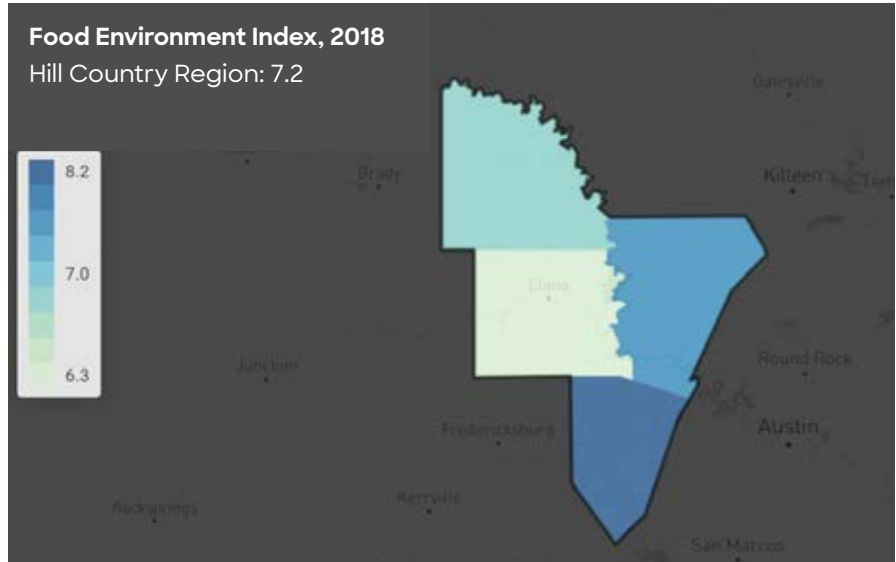 Food Environment Index, 2018
Hill Country Region: 7.2
8.2
7.0
6.3
Gatesville
Brady
Killeen
Llano
Junction
Round Rock
Fredericksburg
Austin
Kerrville
Rocksprings
San Marcos